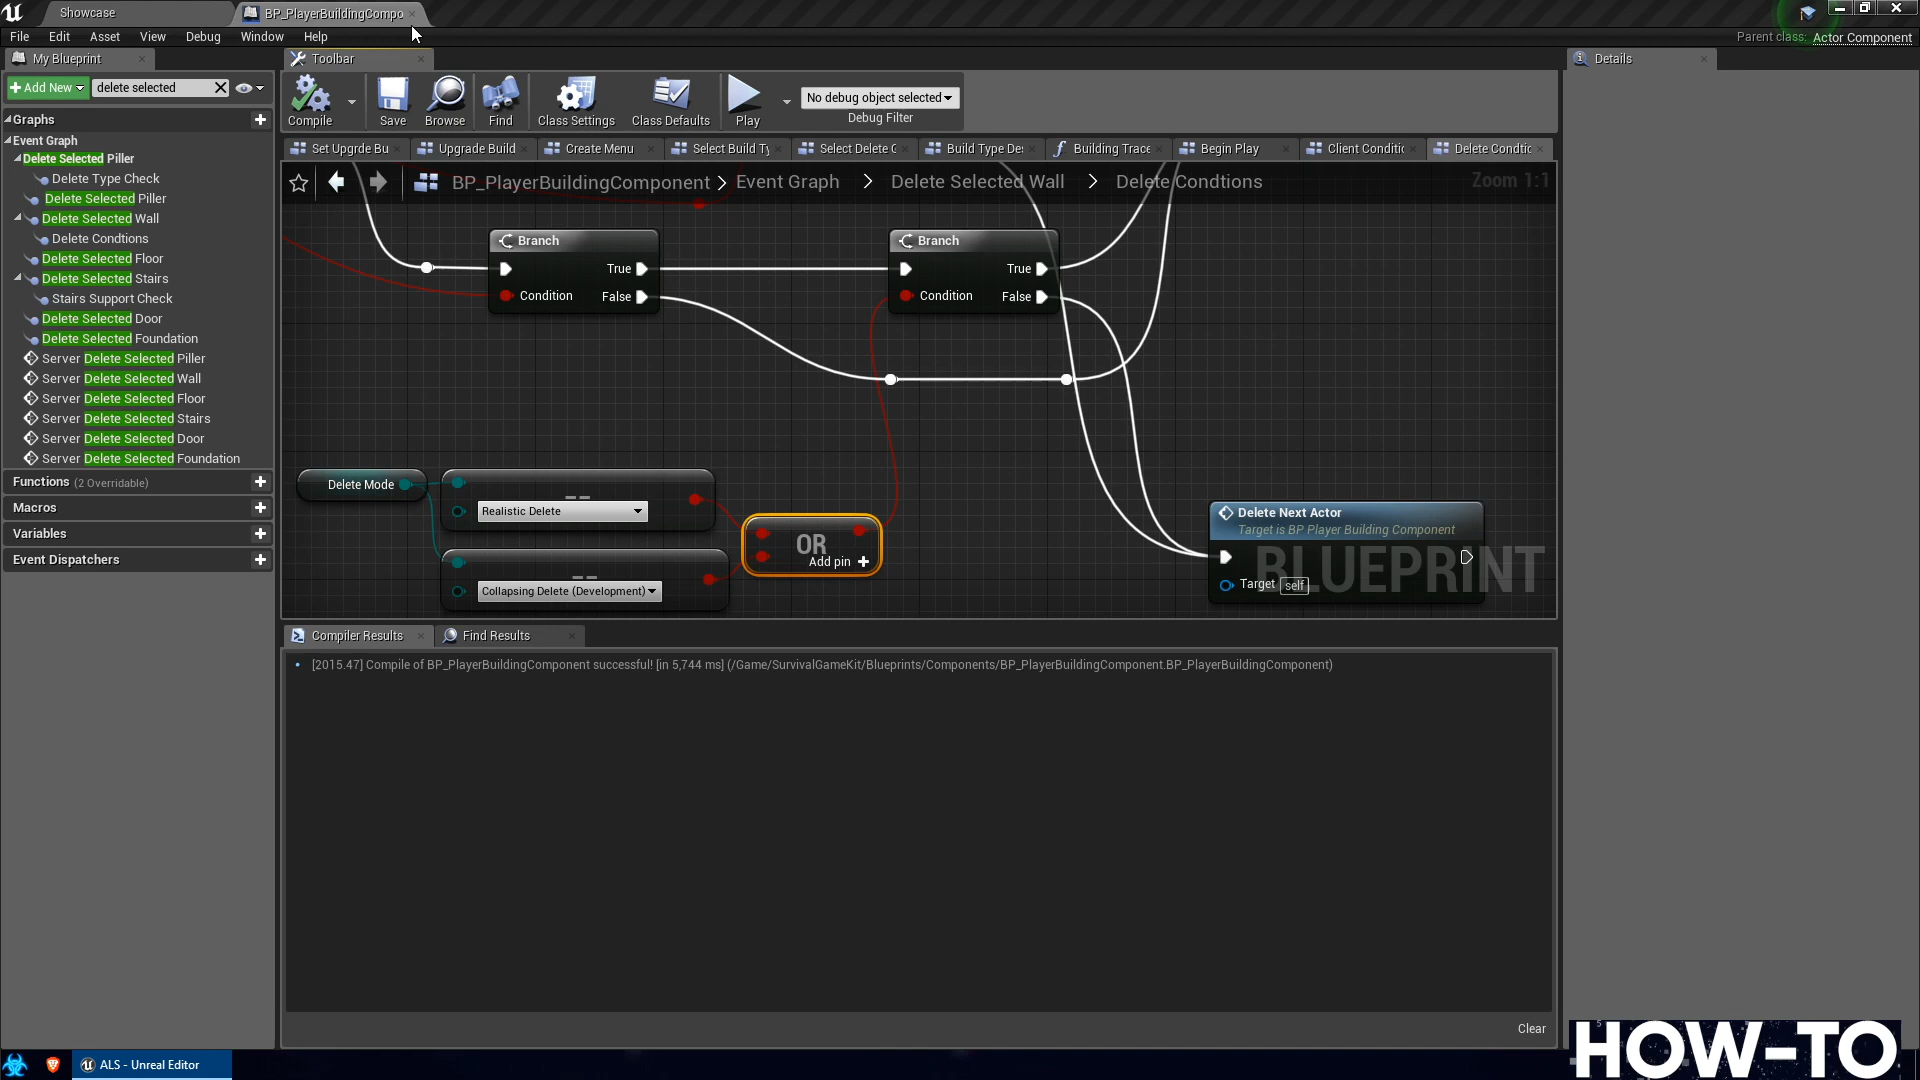 Showcase
BP_PlayerBuildingCompo
File Edit Asset View Debug Window Help
Parent class: Actor Component
My Blueprint
Toolbar
Details
Add New
delete selected
Compile
Save
Browse
Find
Class Settings
Class Defaults
Play
No debug object selected
Debug Filter
Graphs
Event Graph
Delete Selected Piller
Delete Type Check
Delete Selected Piller
Delete Selected Wall
Delete Condtions
Delete Selected Floor
Delete Selected Stairs
Stairs Support Check
Delete Selected Door
Delete Selected Foundation
Server Delete Selected Piller
Server Delete Selected Wall
Server Delete Selected Floor
Server Delete Selected Stairs
Server Delete Selected Door
Server Delete Selected Foundation
Functions (2 Overridable)
Macros
Variables
Event Dispatchers
Set Upgrde Bu
Upgrade Build
Create Menu
Select Build Ty
Select Delete C
Build Type De
Building Trace
Begin Play
Client Conditic
Delete Condtic
BP_PlayerBuildingComponent > Event Graph > Delete Selected Wall > Delete Condtions
Zoom 1:1
Branch
True
Condition False
Branch
True
Condition False
Delete Mode
==
Realistic Delete
==
Collapsing Delete (Development)
OR
Add pin
Delete Next Actor
Target is BP Player Building Component
Target self
BLUEPRINT
Compiler Results
Find Results
[2015.47] Compile of BP_PlayerBuildingComponent successful! [in 5,744 ms] (/Game/SurvivalGameKit/Blueprints/Components/BP_PlayerBuildingComponent.BP_PlayerBuildingComponent)
Clear
ALS - Unreal Editor
HOW-TO